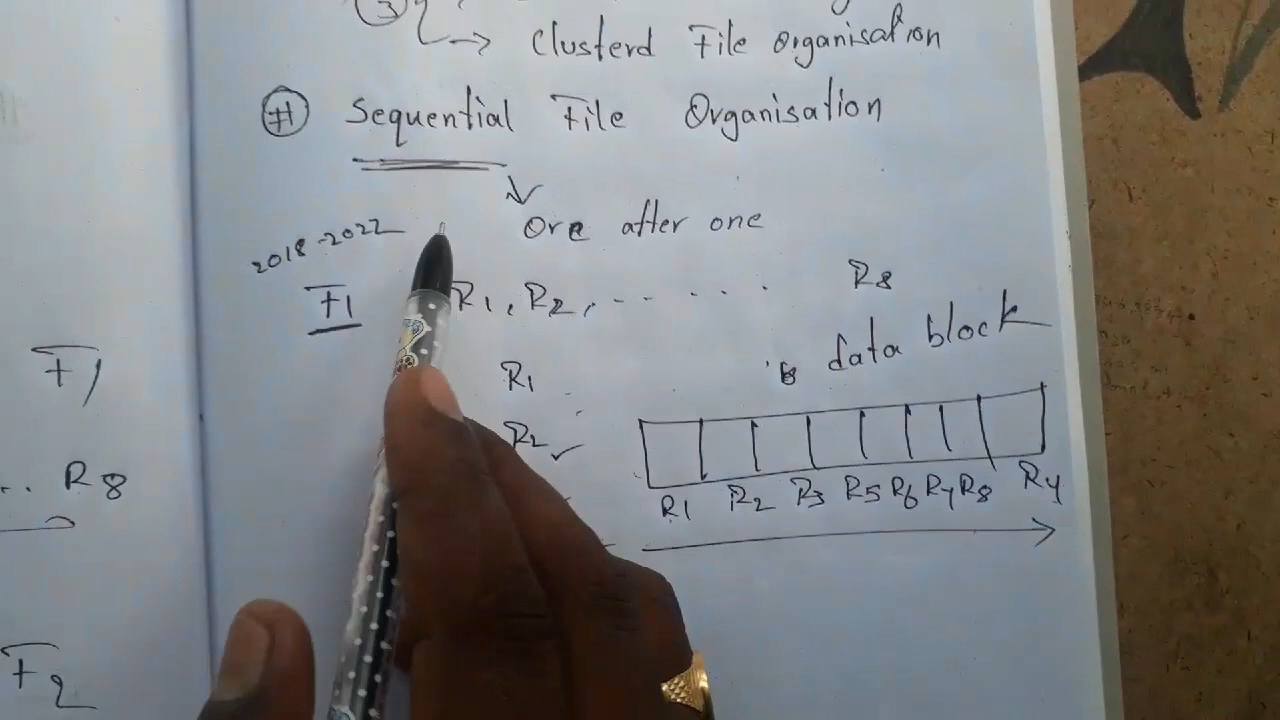 3
→ Clusterd File Organisation
# Sequential File Organisation
One after one
2018-2022
F1 R1, R2, ........ R8
data block
R1
R2 ✓
R1 R2 R3 R5 R6 R7 R8 R4
F1
.. R8
F2